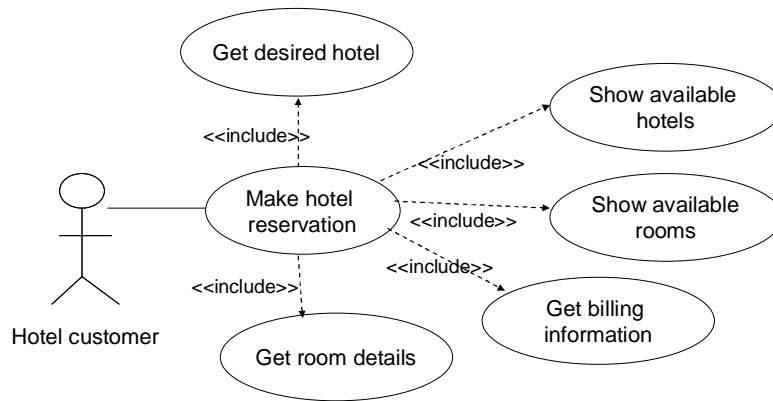 Get desired hotel
Show available
hotels
<<include>>
<<include>>
Make hotel
reservation
Show available
rooms
<<include>>
<<include>>
<<include>>
Get billing
information
Hotel customer
Get room details